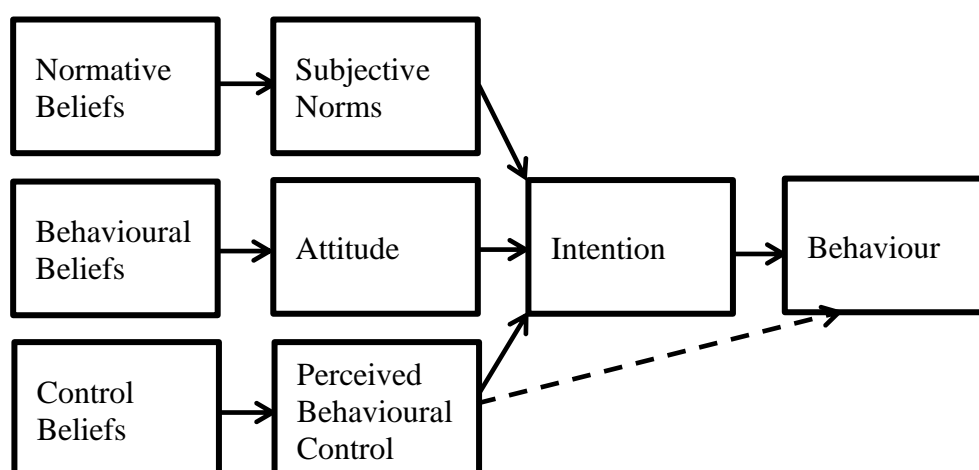 Normative
Beliefs
Subjective
Norms
Behavioural
Beliefs
Attitude
Intention
Behaviour
Control
Beliefs
Perceived
Behavioural
Control